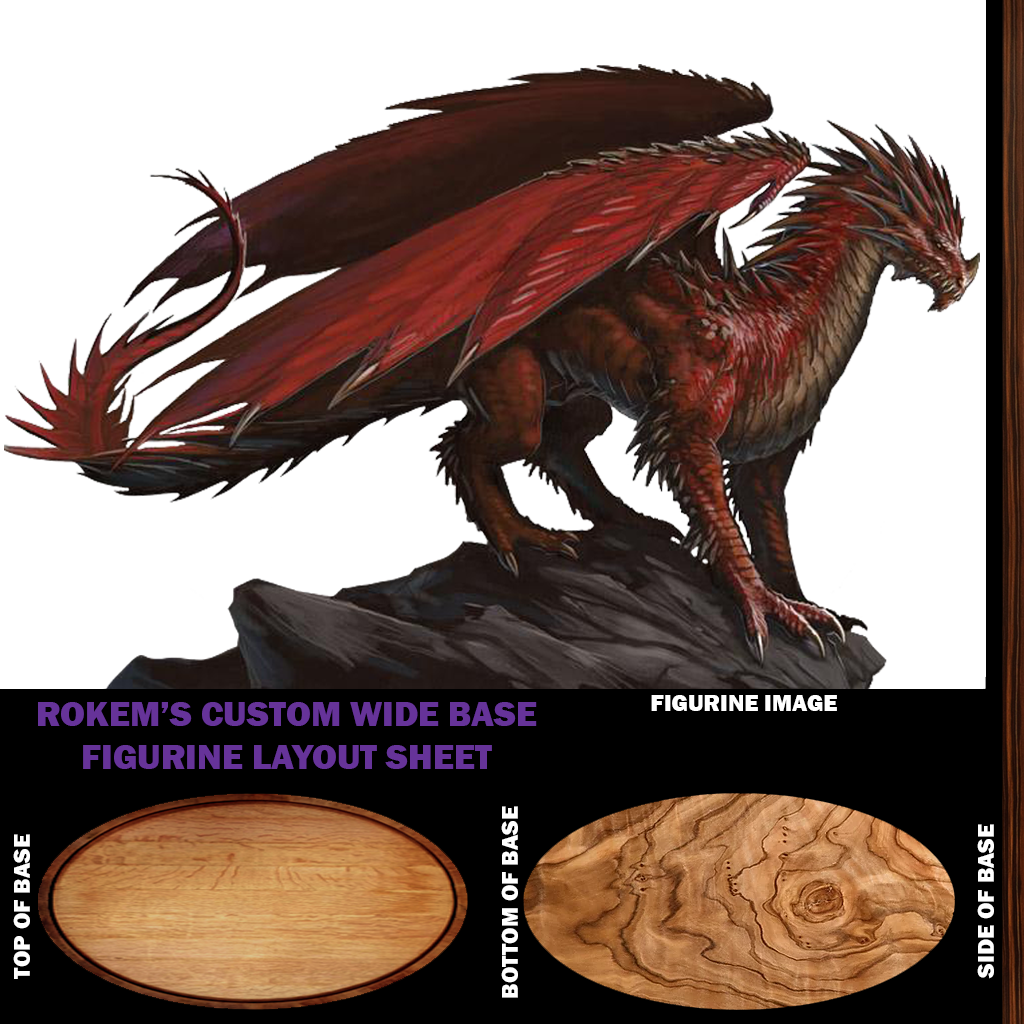 FIGURINE IMAGE
ROKEM’S CUSTOM WIDE BASE
FIGURINE LAYOUT SHEET
TOP OF BASE
BOTTOM OF BASE
SIDE OF BASE